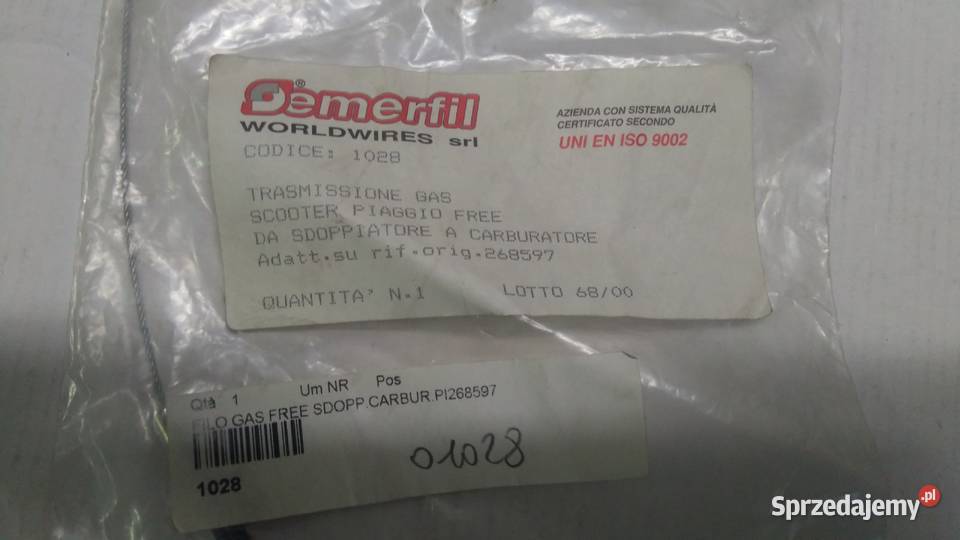 ®
Semerfil
WORLDWIRES srl
CODICE: 1028
AZIENDA CON SISTEMA QUALITÀ
CERTIFICATO SECONDO
UNI EN ISO 9002
TRASMISSIONE GAS
SCOOTER PIAGGIO FREE
DA SDOPPIATORE A CARBURATORE
Adatt.su rif.orig.268597
QUANTITA' N.1 LOTTO 68/00
Qtà 1 Um NR Pos
FILO GAS FREE SDOPP.CARBUR.PI268597
1028
01028
Sprzedajemy.pl